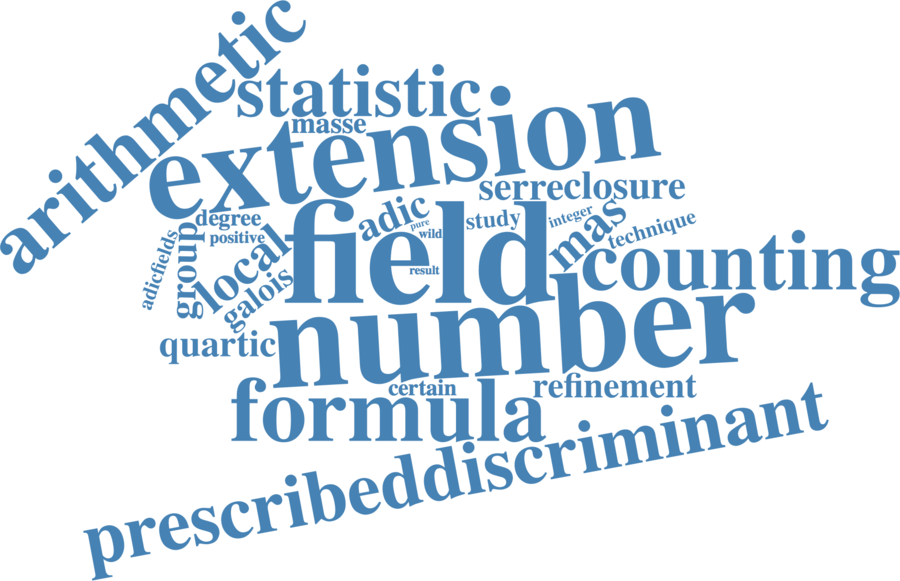 arithmetic
statistic
masse
extension
serreclosure
degree
adic
pure
wild
study
integer
mas
technique
positive
field
adicfields
group
local
galois
result
counting
number
quartic
certain
refinement
formula
prescribeddiscriminant